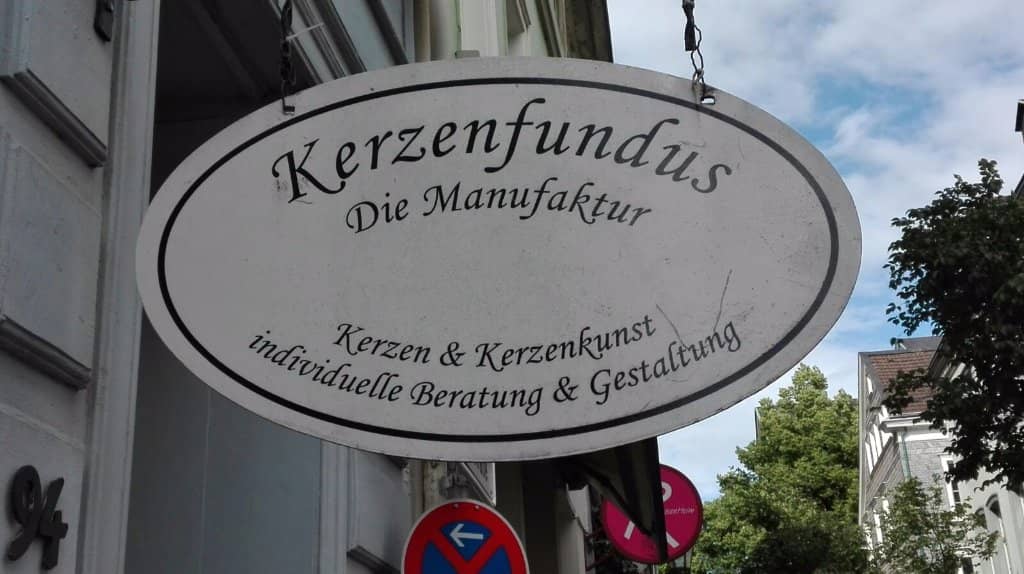 Kerzenfundus
Die Manufaktur
Kerzen & Kerzenkunst
individuelle Beratung & Gestaltung
94